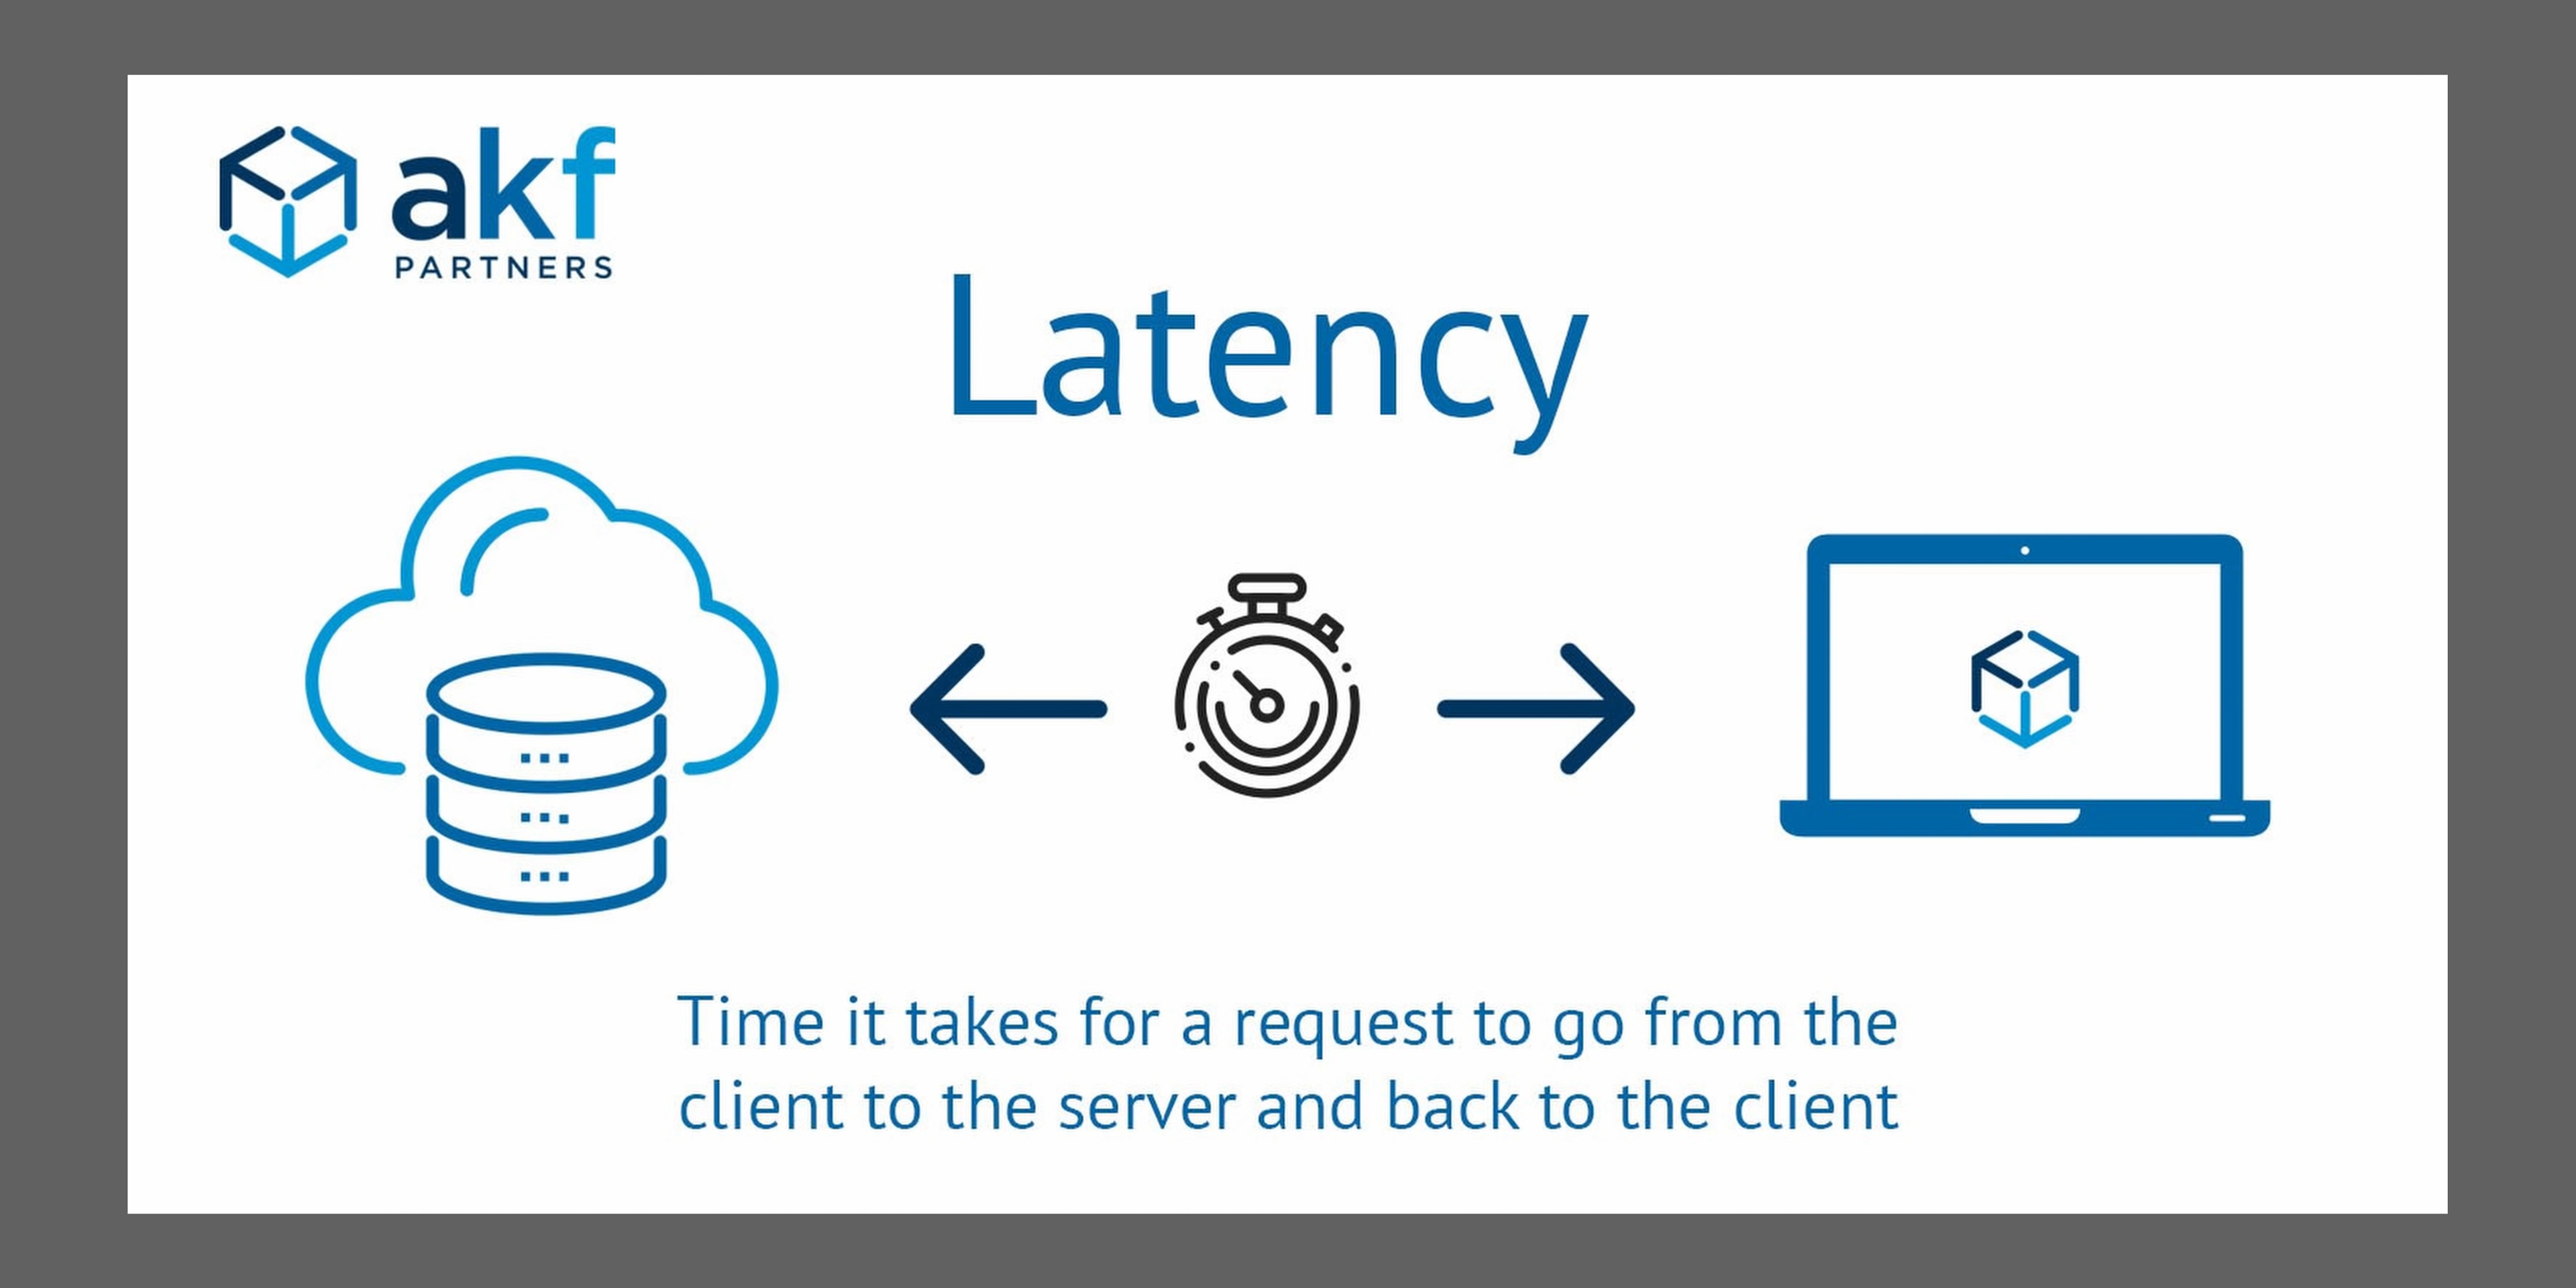 akf
PARTNERS
Latency
Time it takes for a request to go from the
client to the server and back to the client